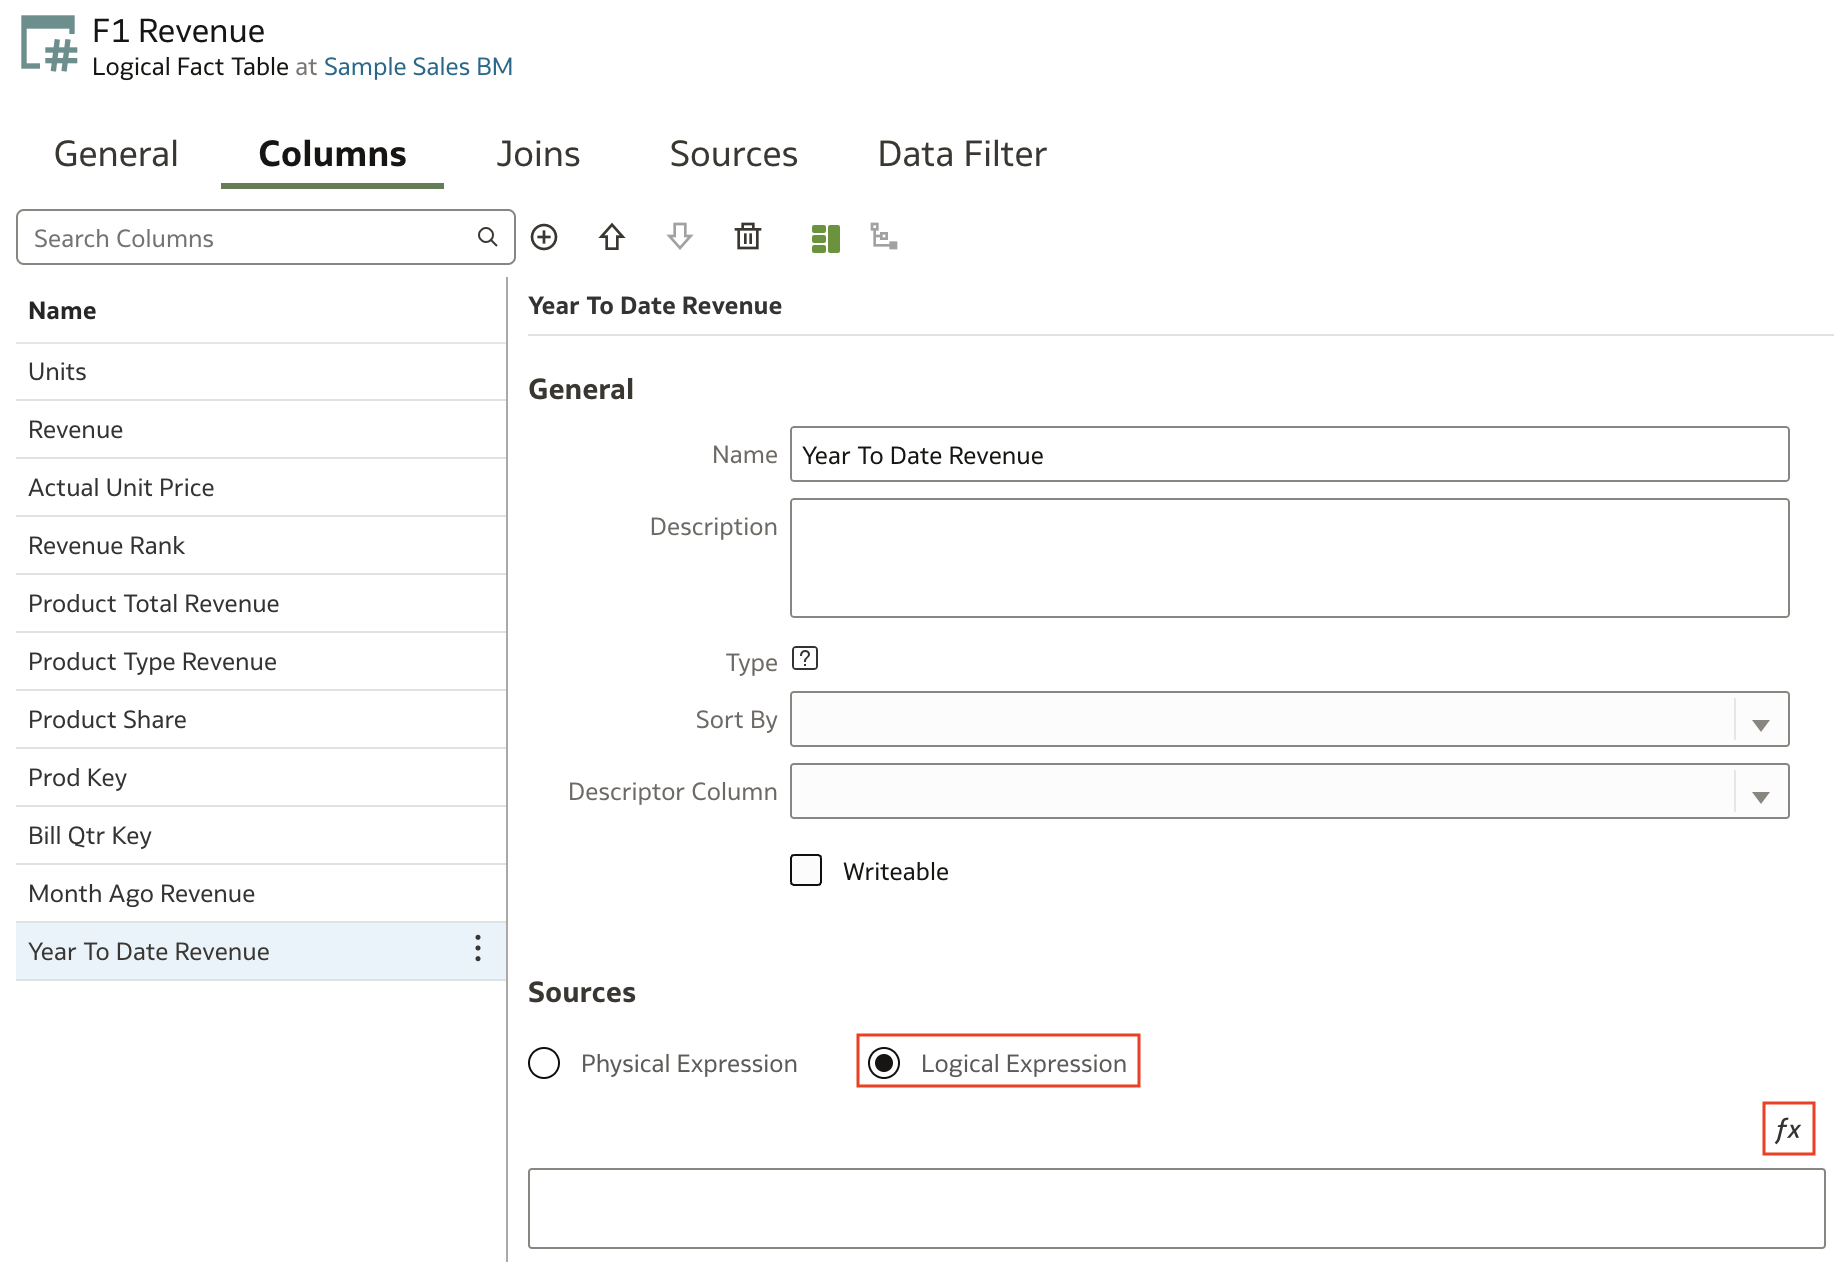 F1 Revenue
Logical Fact Table at Sample Sales BM
General Columns Joins Sources Data Filter
Search Columns
Name
Units
Revenue
Actual Unit Price
Revenue Rank
Product Total Revenue
Product Type Revenue
Product Share
Prod Key
Bill Qtr Key
Month Ago Revenue
Year To Date Revenue
Year To Date Revenue
General
Name Year To Date Revenue
Description
Type ?
Sort By
Descriptor Column
Writeable
Sources
Physical Expression Logical Expression
fx